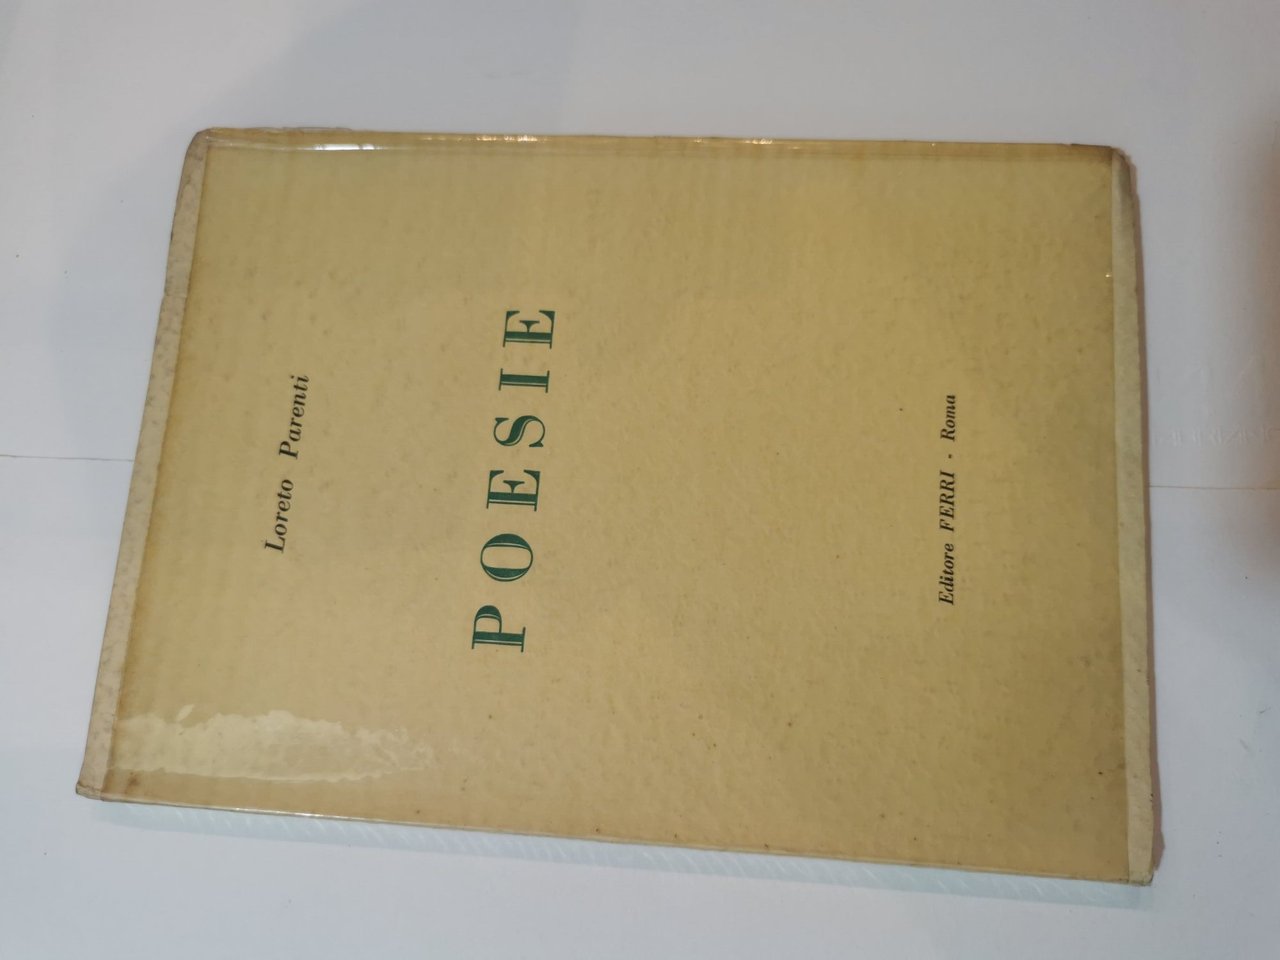 Loreto Parenti
POESIE
Editore FERRI - Roma